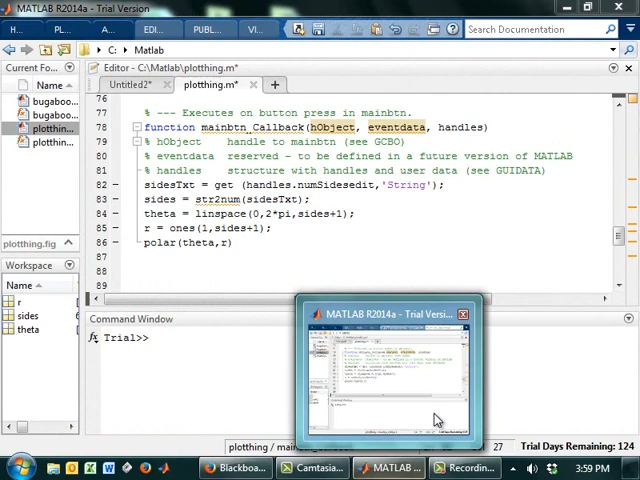 MATLAB R2014a - Trial Version
H...
P...
A...
EDI...
PUBL...
VI...
Search Documentation
C: Matlab
Current Fo...
Editor - C:\Matlab\plotthing.m*
Untitled2*
plotthing.m*
Name
bugaboo...
bugaboo...
plotthin...
plotthin...
76
77 % --- Executes on button press in mainbtn.
78 function mainbtn_Callback(hObject, eventdata, handles)
79 % hObject handle to mainbtn (see GCBO)
80 % eventdata reserved - to be defined in a future version of MATLAB
81 % handles structure with handles and user data (see GUIDATA)
82 sidesTxt = get (handles.numSidesedit,'String');
83 sides = str2num(sidesTxt);
84 theta = linspace(0,2*pi,sides+1);
85 r = ones(1,sides+1);
86 polar(theta,r)
87
88
89
plotthing.fig
Workspace
Name
r
sides
theta
Command Window
fx Trial>>
MATLAB R2014a - Trial Versi...
plotthing / mai
27
Trial Days Remaining: 124
Blackboa...
Camtasia...
MATLAB ...
Recordin...
3:59 PM